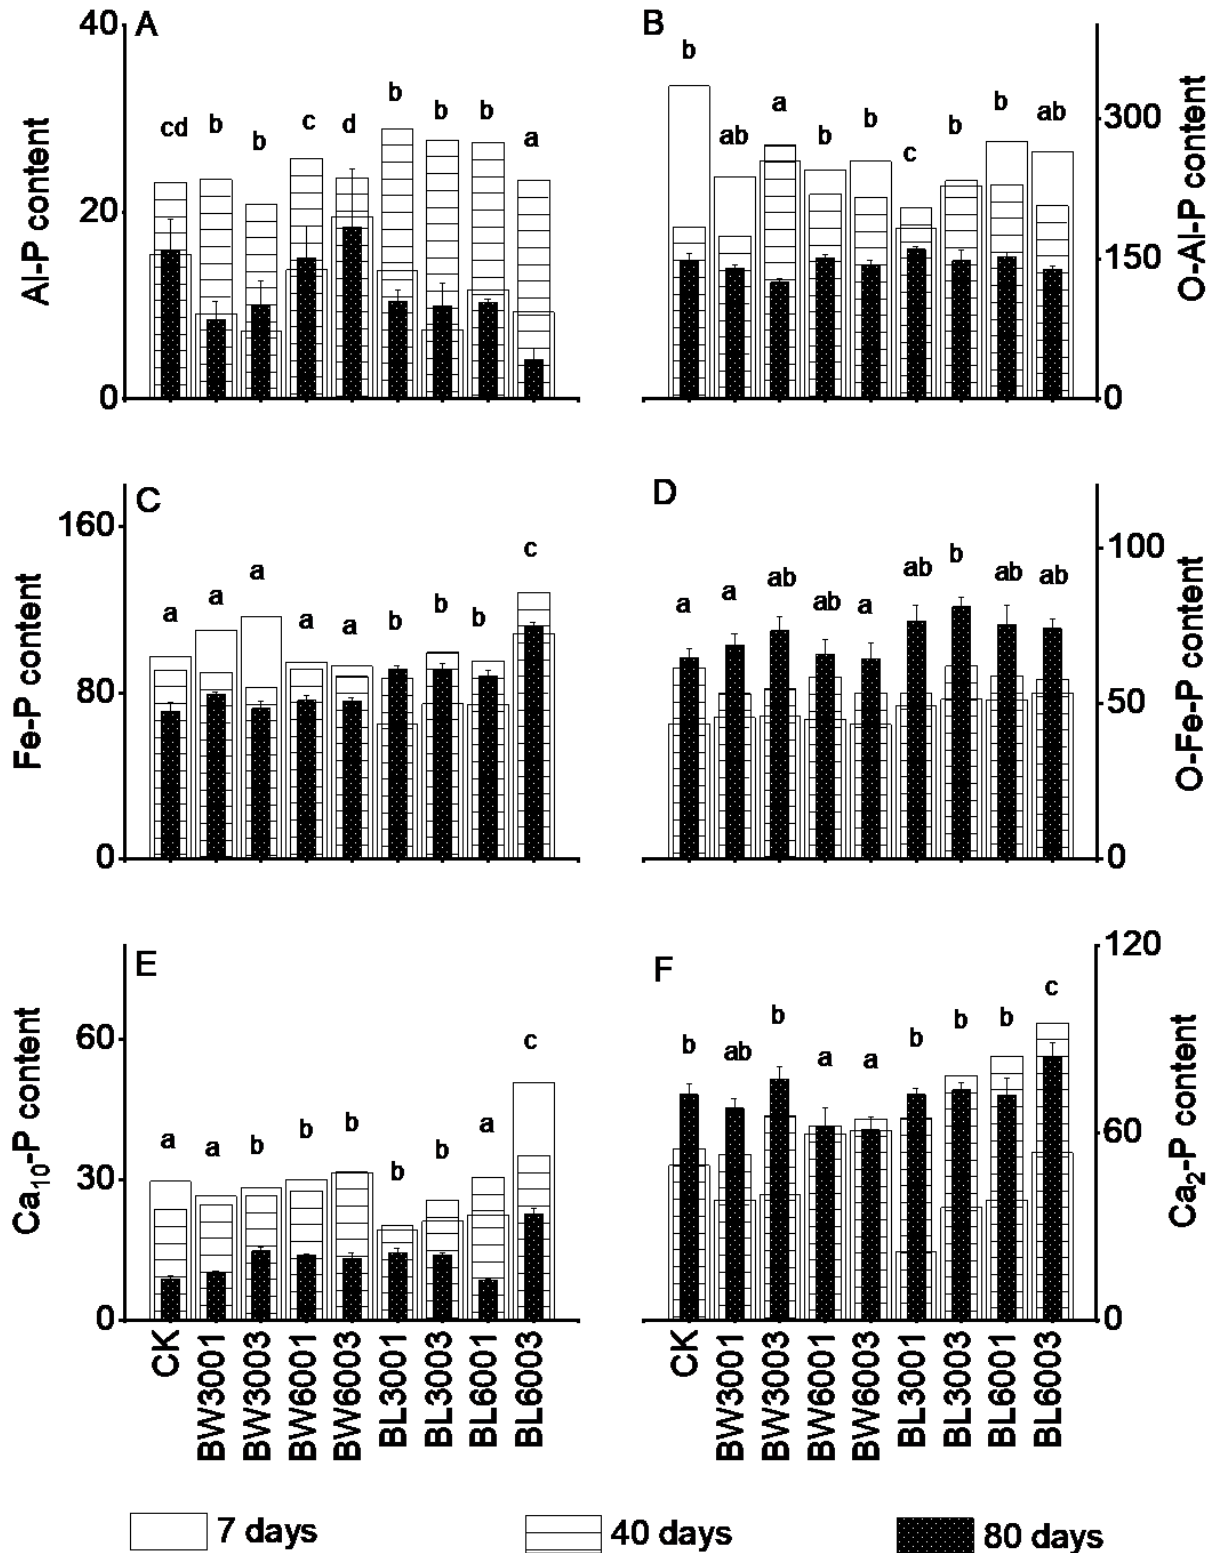 A
Al-P content
40
20
0
cd b b c d b b b a
B
O-Al-P content
300
150
0
b ab a b b c b b ab
C
Fe-P content
160
80
0
a a a a a b b b c
D
O-Fe-P content
100
50
0
a a ab ab a ab b ab ab
E
Ca₁₀-P content
60
30
0
a a b b b b b a c
F
Ca₂-P content
120
60
0
b ab b a a b b b c
CK BW3001 BW3003 BW6001 BW6003 BL3001 BL3003 BL6001 BL6003
CK BW3001 BW3003 BW6001 BW6003 BL3001 BL3003 BL6001 BL6003
7 days 40 days 80 days